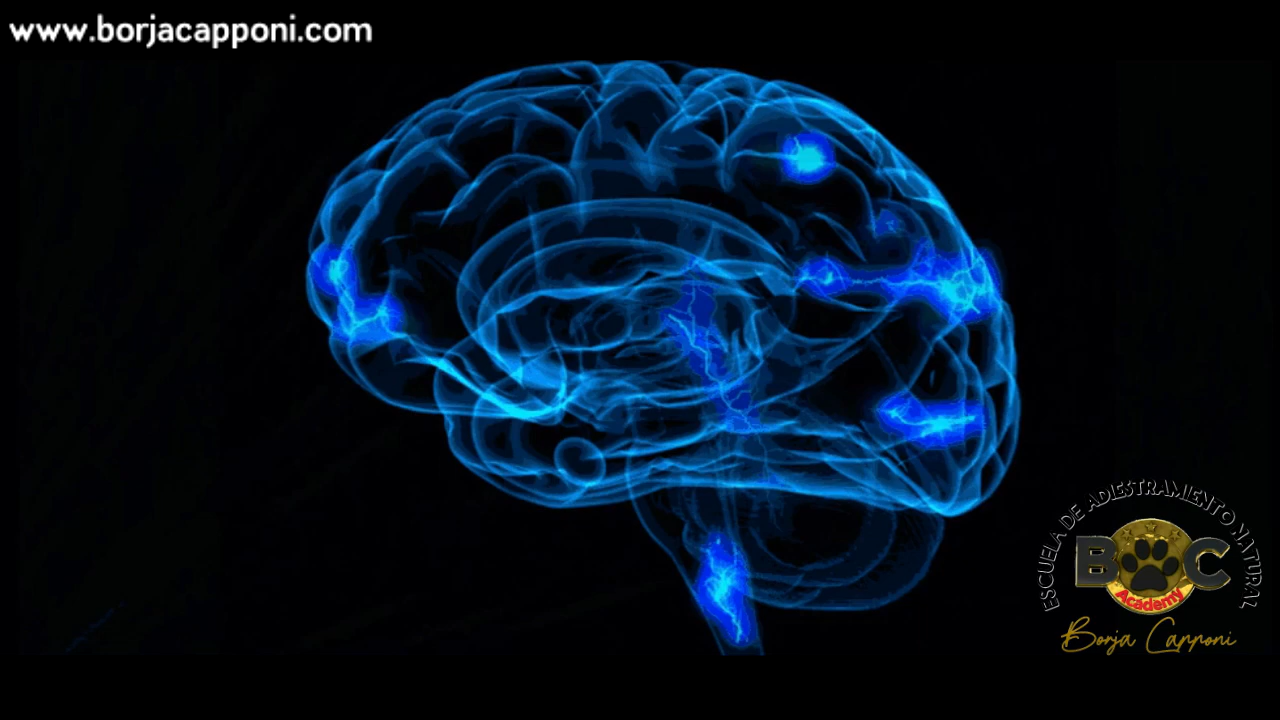 www.borjacapponi.com
ESCUELA DE ADIESTRAMIENTO NATURAL
B C
Academy
Borja Capponi